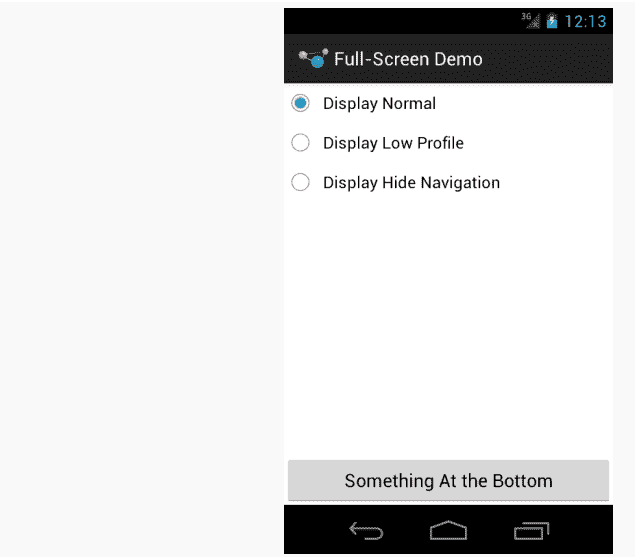 3G 12:13
Full-Screen Demo
Display Normal
Display Low Profile
Display Hide Navigation
Something At the Bottom